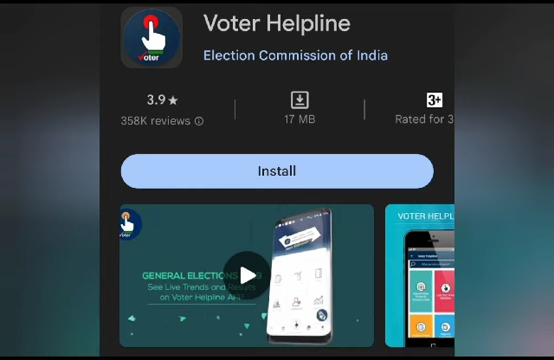 Voter Helpline
Election Commission of India
Voter
3.9★
358K reviews
17 MB
3+
Rated for 3
Install
GENERAL ELECTIONS
See Live Trends and Results
on Voter Helpline
VOTER HELPL